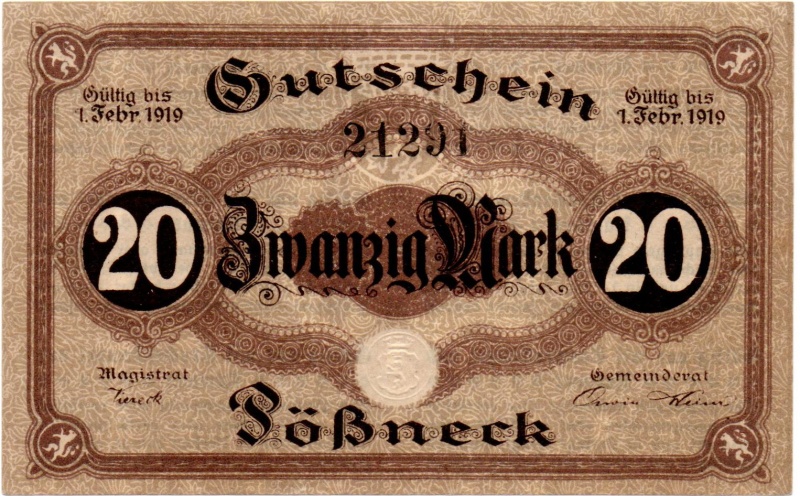 Gutschein
Gültig bis
1. Febr. 1919
Gültig bis
1. Febr. 1919
21291
20
Zwanzig Mark
20
Magistrat
Gemeinderat
Viereck
Pößneck